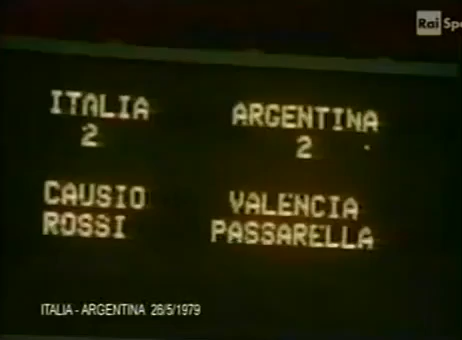 Rai Spo
ITALIA ARGENTINA
2 2
CAUSIO VALENCIA
ROSSI PASSARELLA
ITALIA - ARGENTINA 26/5/1979